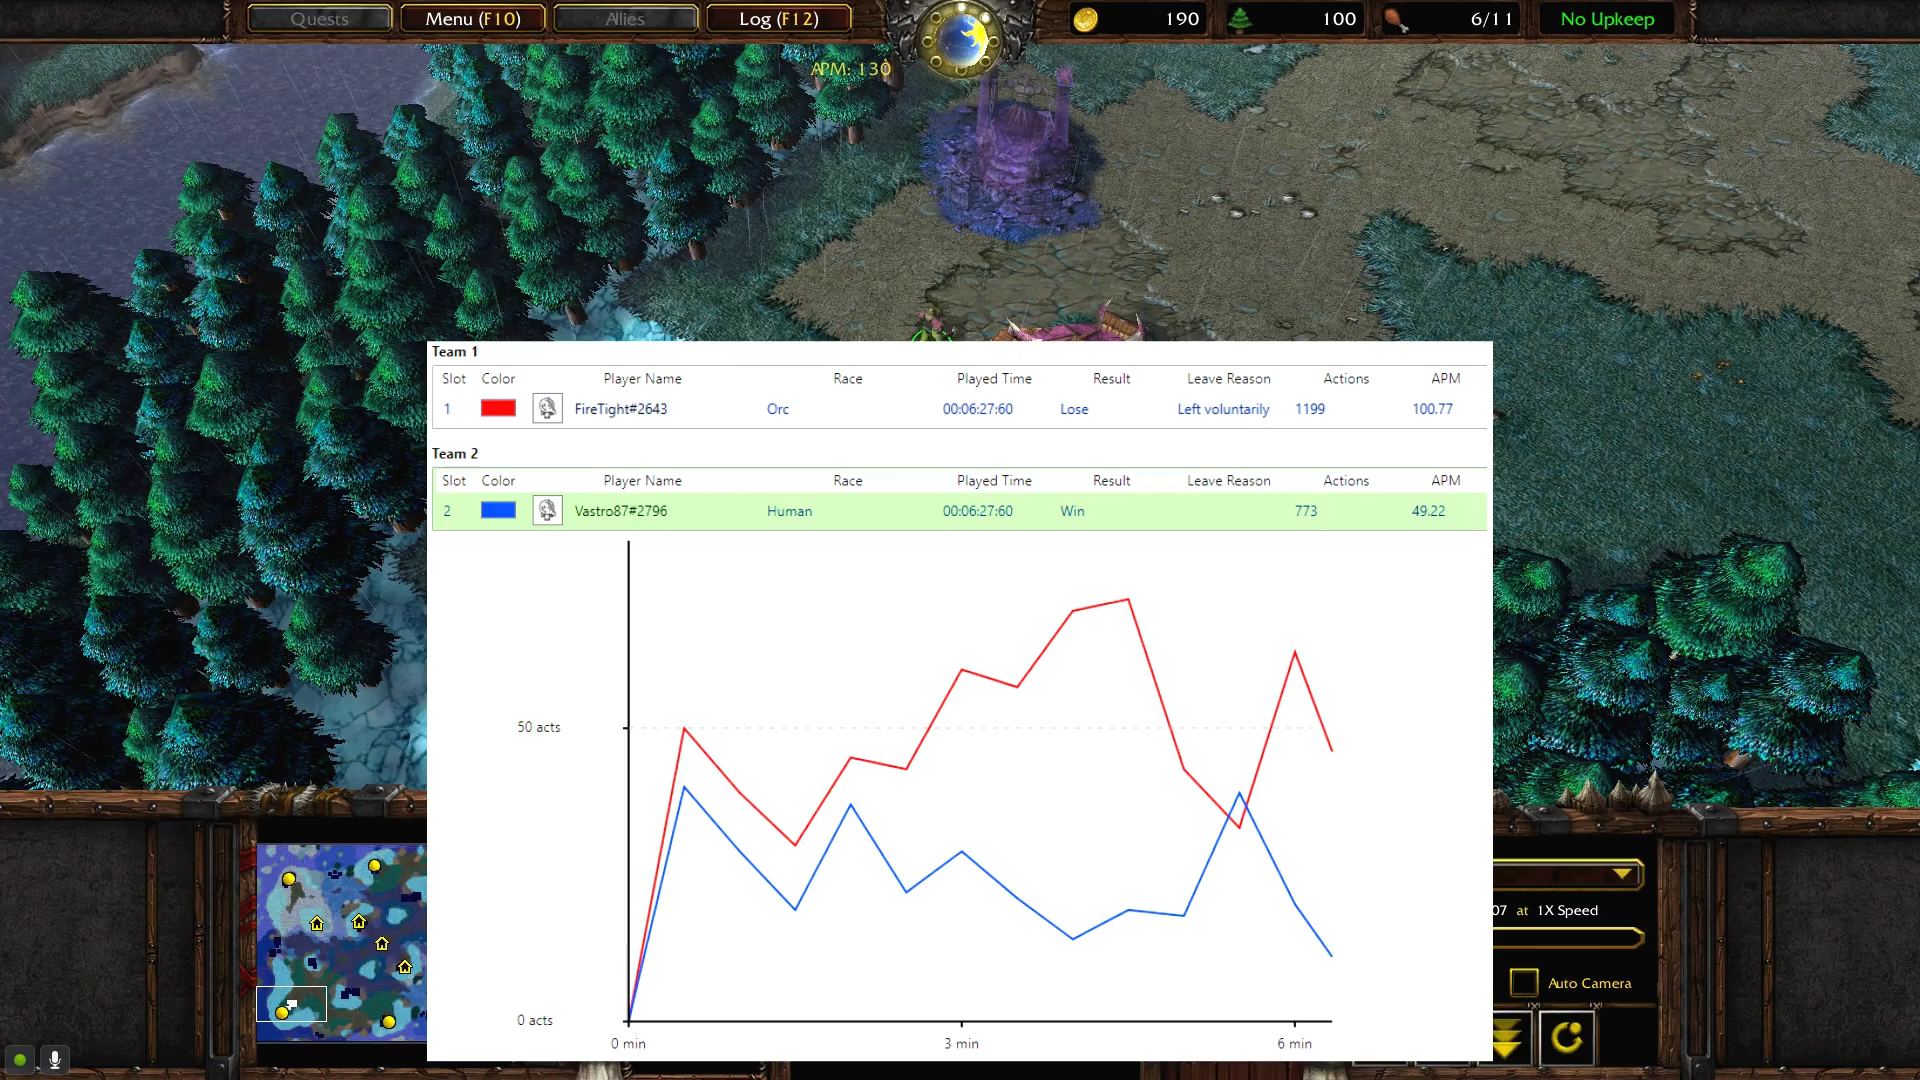 Quests Menu (F10) Allies Log (F12) 190 100 6/11 No Upkeep
APM: 130
Team 1
Slot Color Player Name Race Played Time Result Leave Reason Actions APM
1 FireTight#2643 Orc 00:06:27:60 Lose Left voluntarily 1199 100.77
Team 2
Slot Color Player Name Race Played Time Result Leave Reason Actions APM
2 Vastro87#2796 Human 00:06:27:60 Win 773 49.22
50 acts
0 acts
0 min 3 min 6 min
07 at 1X Speed
Auto Camera